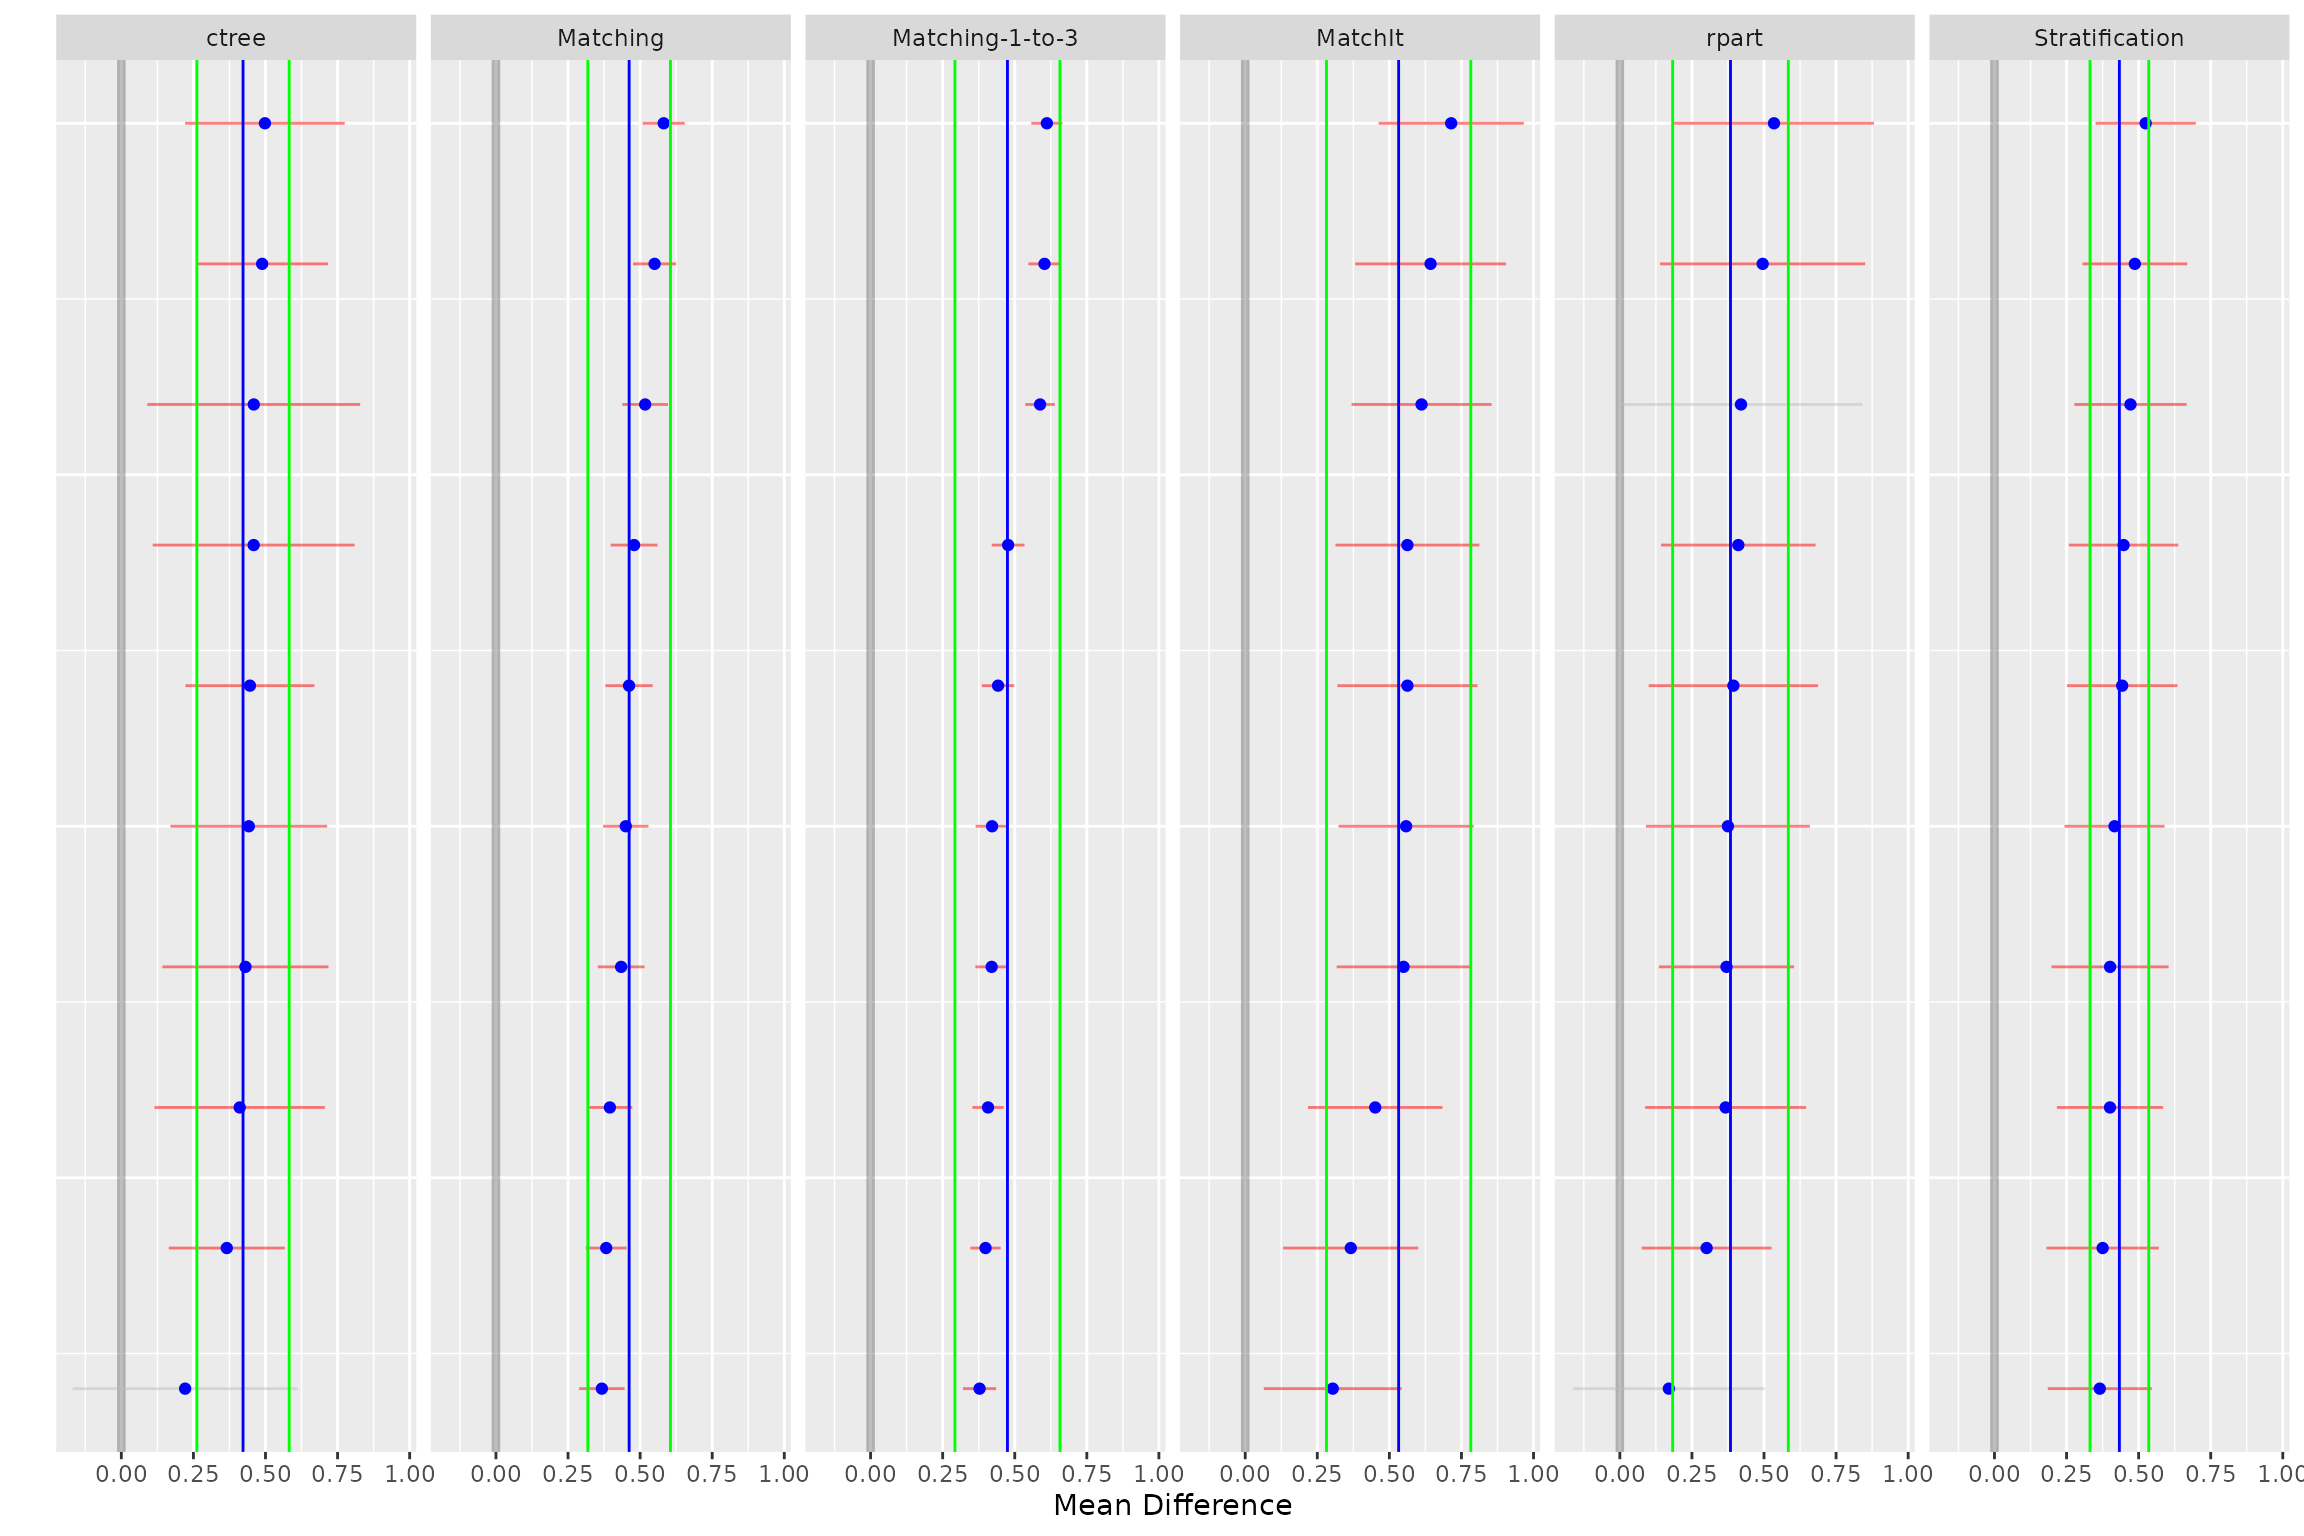 ctree Matching Matching-1-to-3 MatchIt rpart Stratification
0.00 0.25 0.50 0.75 1.00 0.00 0.25 0.50 0.75 1.00 0.00 0.25 0.50 0.75 1.00 0.00 0.25 0.50 0.75 1.00 0.00 0.25 0.50 0.75 1.00 0.00 0.25 0.50 0.75 1.00
Mean Difference